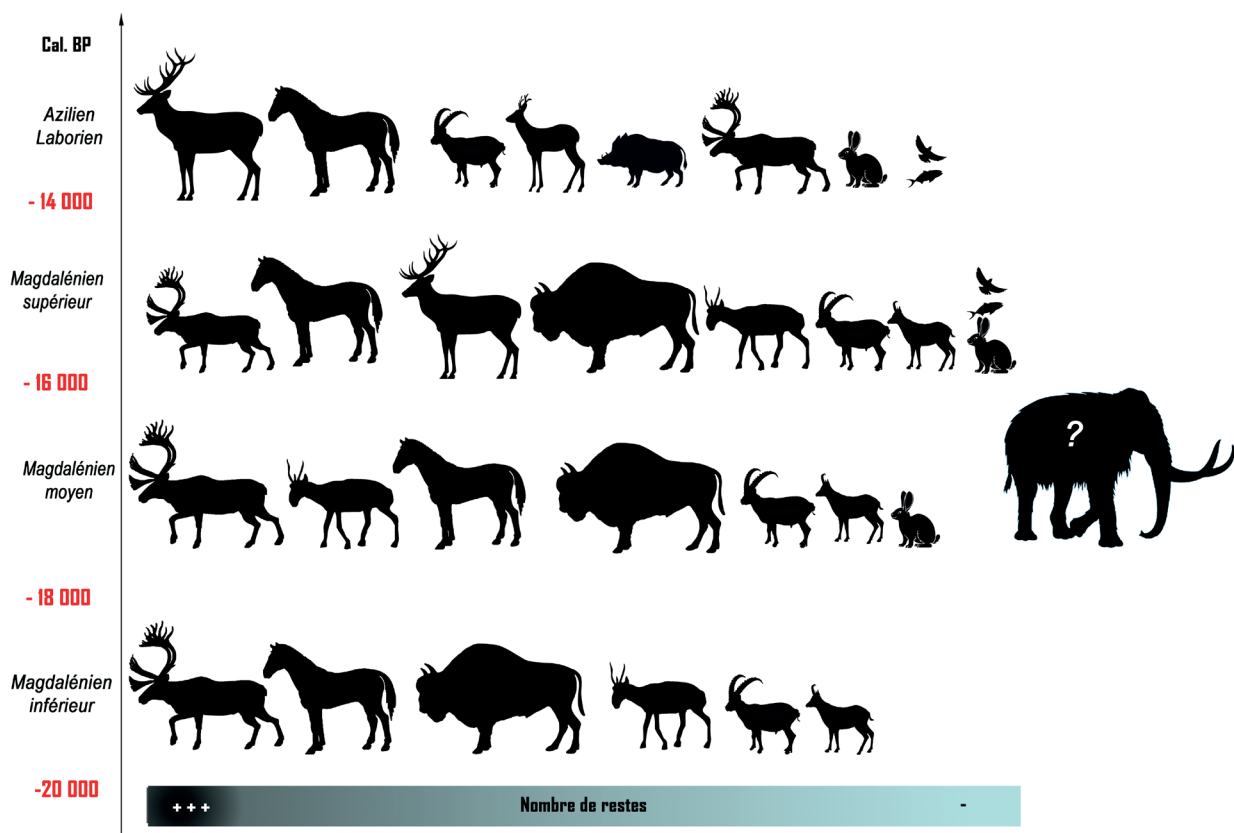 Cal. BP
Azilien
Laborien
- 14 000
Magdalénien
supérieur
- 16 000
?
Magdalénien
moyen
- 18 000
Magdalénien
inférieur
-20 000
+ + + Nombre de restes -